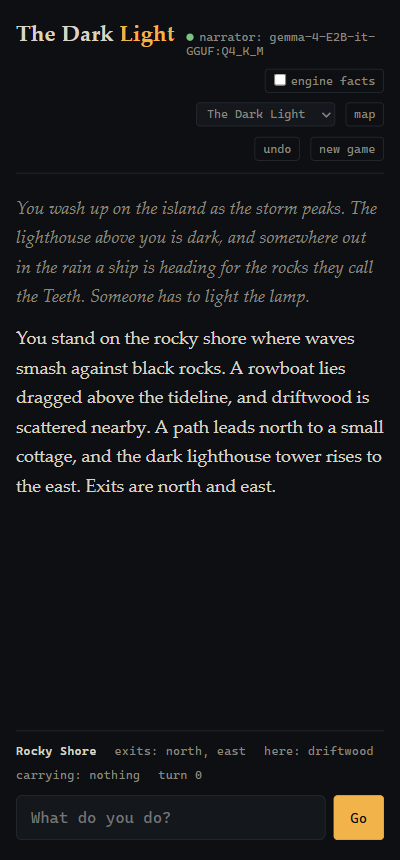 The Dark Light
narrator: gemma-4-E2B-it-
GGUF:Q4_K_M
engine facts
The Dark Light
map
undo
new game
You wash up on the island as the storm peaks. The
lighthouse above you is dark, and somewhere out
in the rain a ship is heading for the rocks they call
the Teeth. Someone has to light the lamp.
You stand on the rocky shore where waves
smash against black rocks. A rowboat lies
dragged above the tideline, and driftwood is
scattered nearby. A path leads north to a small
cottage, and the dark lighthouse tower rises to
the east. Exits are north and east.
Rocky Shore exits: north, east here: driftwood
carrying: nothing turn 0
What do you do?
Go